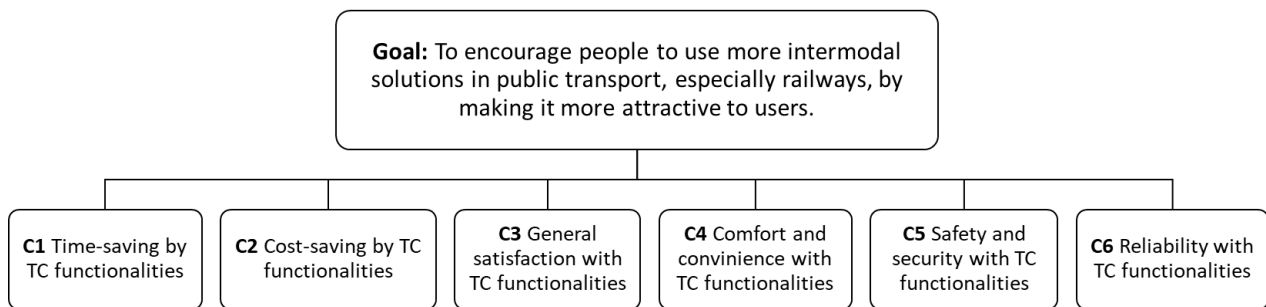 Goal: To encourage people to use more intermodal
solutions in public transport, especially railways, by
making it more attractive to users.
C1 Time-saving by
TC functionalities
C2 Cost-saving by TC
functionalities
C3 General
satisfaction with
TC functionalities
C4 Comfort and
convinience with
TC functionalities
C5 Safety and
security with TC
functionalities
C6 Reliability with
TC functionalities